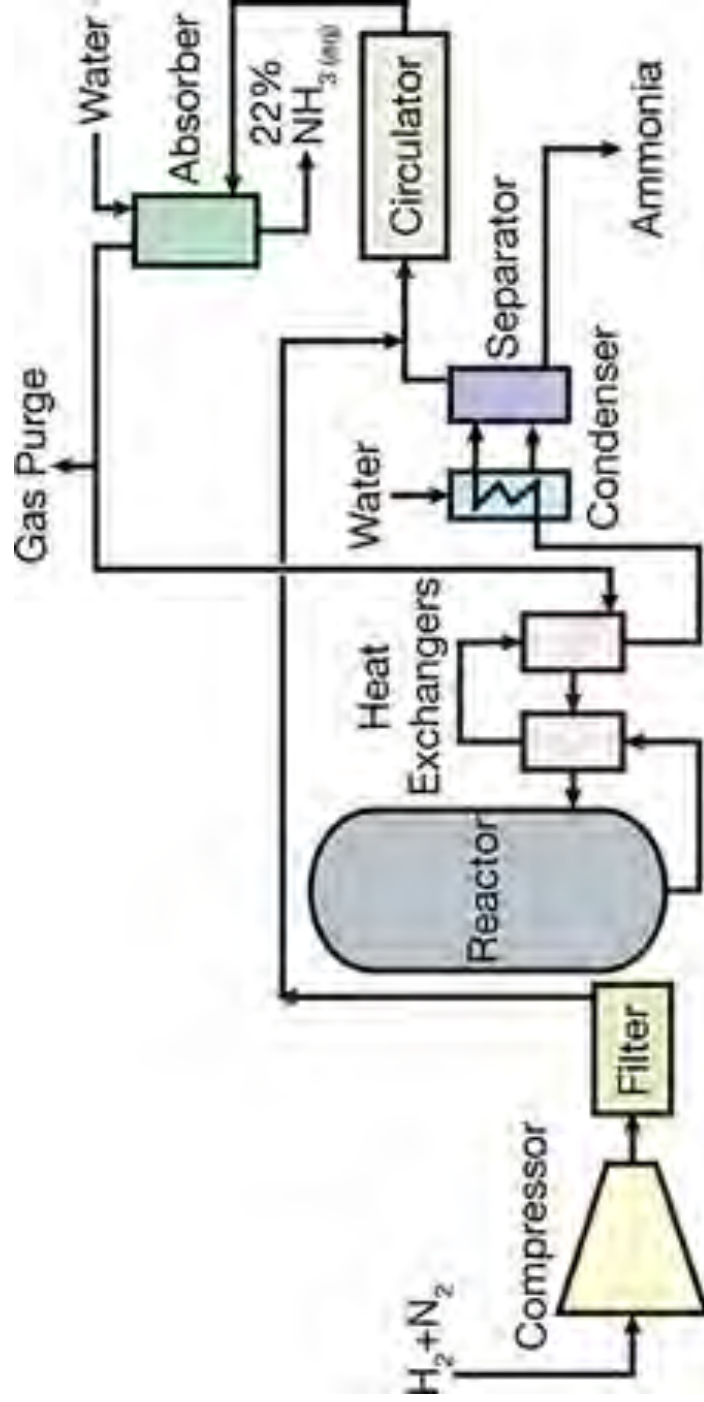 H₂+N₂
Compressor
Filter
Reactor
Heat
Exchangers
Gas Purge
Water
Condenser
Separator
Circulator
Water
Absorber
22%
NH₃ (aq)
Ammonia